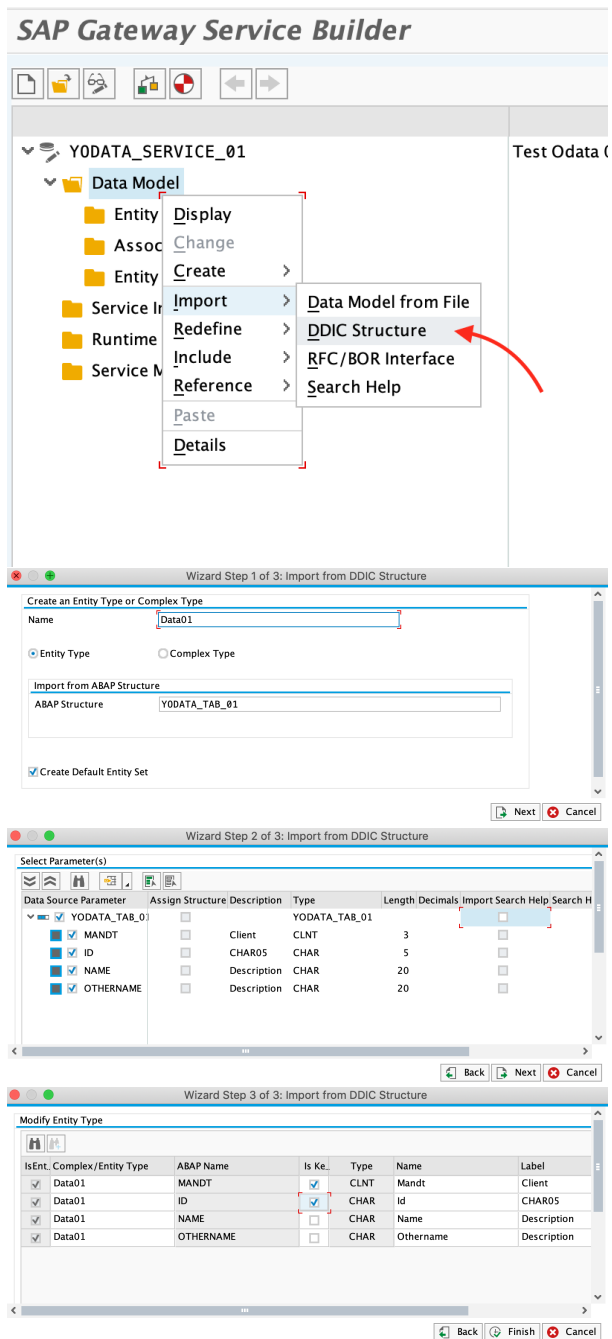 SAP Gateway Service Builder
YODATA_SERVICE_01 Test Odata
Data Model
Entity Display
Assoc Change
Entity Create
Service Import Data Model from File
Runtime Redefine DDIC Structure
Service Include RFC/BOR Interface
Reference Search Help
Paste
Details
Wizard Step 1 of 3: Import from DDIC Structure
Create an Entity Type or Complex Type
Name Data01
Entity Type Complex Type
Import from ABAP Structure
ABAP Structure YODATA_TAB_01
Create Default Entity Set
Next Cancel
Wizard Step 2 of 3: Import from DDIC Structure
Select Parameter(s)
Data Source Parameter Assign Structure Description Type Length Decimals Import Search Help Search H
YODATA_TAB_01 YODATA_TAB_01
MANDT Client CLNT 3
ID CHAR05 CHAR 5
NAME Description CHAR 20
OTHERNAME Description CHAR 20
Back Next Cancel
Wizard Step 3 of 3: Import from DDIC Structure
Modify Entity Type
IsEnt.. Complex/Entity Type ABAP Name Is Ke.. Type Name Label
Data01 MANDT CLNT Mandt Client
Data01 ID CHAR Id CHAR05
Data01 NAME CHAR Name Description
Data01 OTHERNAME CHAR Othername Description
Back Finish Cancel